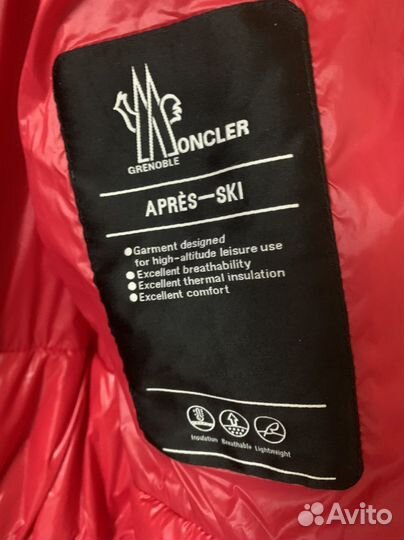 MONCLER
GRENOBLE
APRÈS-SKI
Garment designed
for high-altitude leisure use
Excellent breathability
Excellent thermal insulation
Excellent comfort
Insulation Breathable Lightweight
Avito